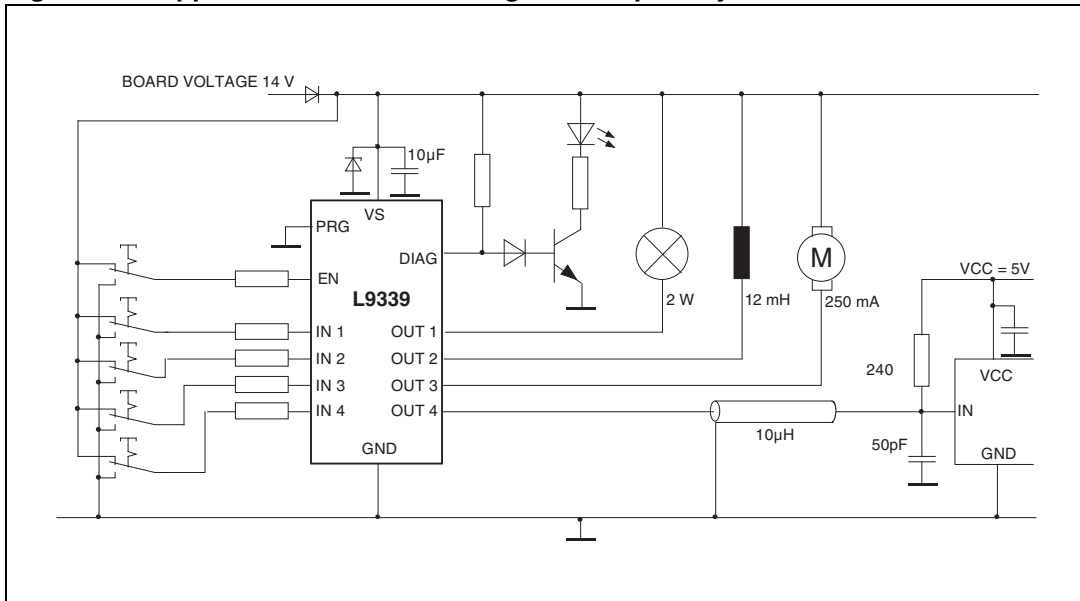 BOARD VOLTAGE 14 V
10µF
VS
PRG
DIAG
EN
L9339
M
2 W
12 mH
250 mA
VCC = 5V
IN 1
OUT 1
IN 2
OUT 2
IN 3
OUT 3
IN 4
OUT 4
GND
240
VCC
IN
10µH
50pF
GND